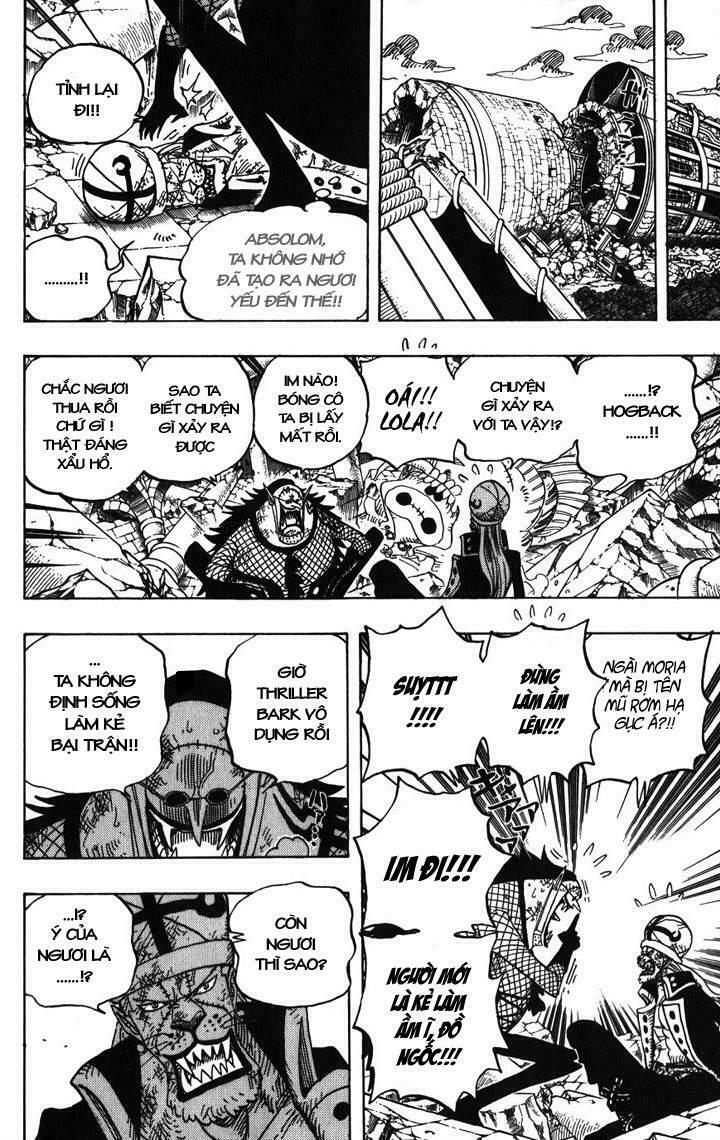 TỈNH LẠI
ĐI!!
ABSOLOM,
TA KHÔNG NHỚ
ĐÃ TẠO RA NGƯƠI
YẾU ĐẾN THẾ!!
..........!!
.......!?
HOGBACK
......!!
CHUYỆN
GÌ XẢY RA
VỚI TA VẬY!?
OÁI!!
LOLA!!
IM NÀO!
BÓNG CÔ
TA BỊ LẤY
MẤT RỒI.
SAO TA
BIẾT CHUYỆN
GÌ XẢY RA
ĐƯỢC
CHẮC NGƯƠI
THUA RỒI
CHỨ GÌ !
THẬT ĐÁNG
XẤU HỔ.
NGÀI MORIA
MÀ BỊ TÊN
MŨ RƠM HẠ
GỤC Á?!!
ĐỪNG
LÀM ẦM
LÊN!!!
SUỴTTT
!!!!
IM ĐI!!!
NGƯỜI MỚI
LÀ KẺ LÀM
ẦM Ĩ, ĐỒ
NGỐC!!!
GIỜ
THRILLER
BARK VÔ
DỤNG RỒI
...
TA KHÔNG
ĐỊNH SỐNG
LÀM KẺ
BẠI TRẬN!!
CÒN
NGƯƠI
THÌ SAO?
...!?
Ý CỦA
NGƯƠI LÀ
......!?